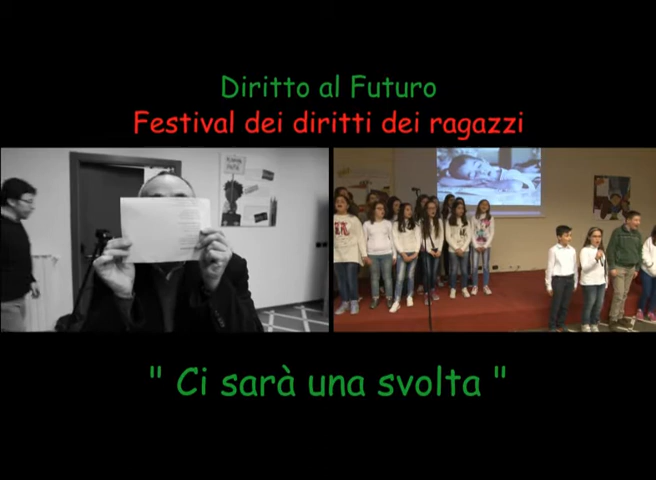 Diritto al Futuro
Festival dei diritti dei ragazzi
" Ci sarà una svolta "